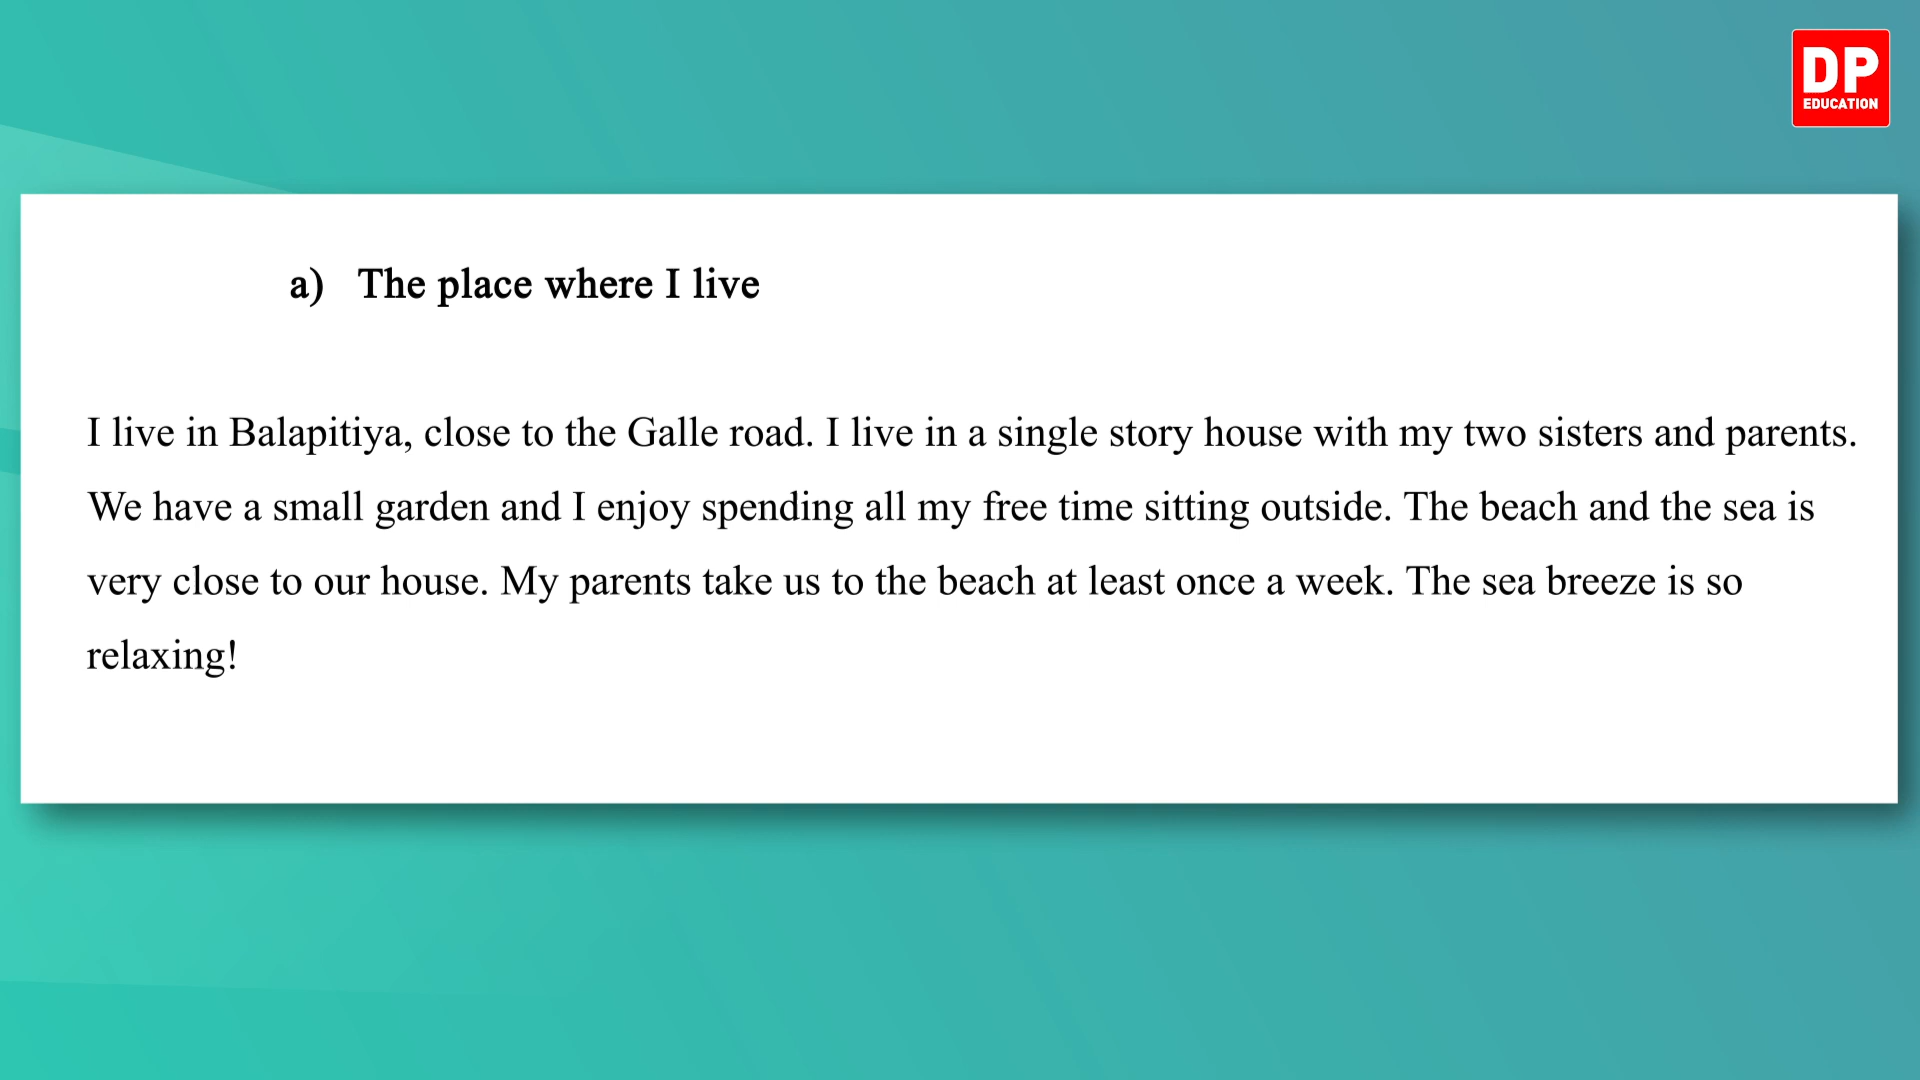 DP
EDUCATION
a) The place where I live
I live in Balapitiya, close to the Galle road. I live in a single story house with my two sisters and parents.
We have a small garden and I enjoy spending all my free time sitting outside. The beach and the sea is
very close to our house. My parents take us to the beach at least once a week. The sea breeze is so
relaxing!